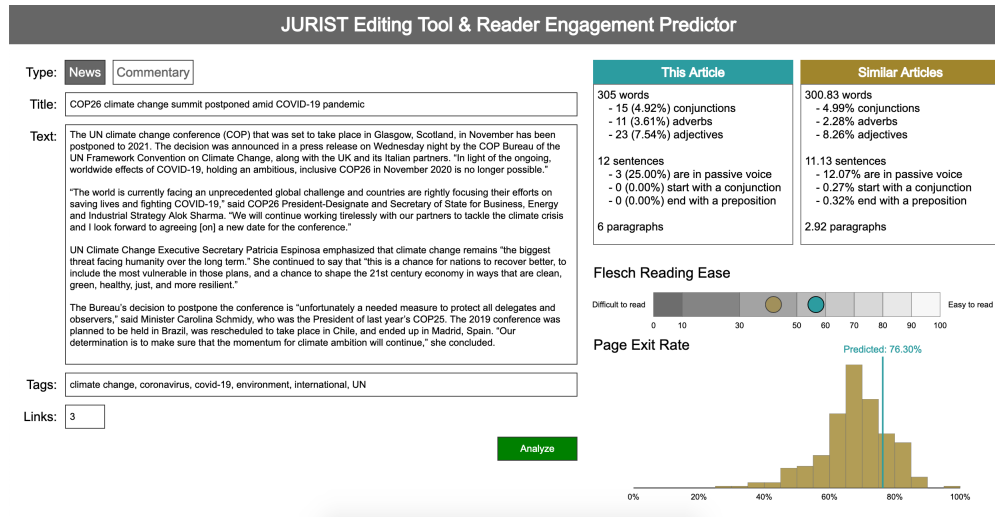 JURIST Editing Tool & Reader Engagement Predictor
Type: News Commentary
Title: COP26 climate change summit postponed amid COVID-19 pandemic
Text: The UN climate change conference (COP) that was set to take place in Glasgow, Scotland, in November has been
postponed to 2021. The decision was announced in a press release on Wednesday night by the COP Bureau of the
UN Framework Convention on Climate Change, along with the UK and its Italian partners. “In light of the ongoing,
worldwide effects of COVID-19, holding an ambitious, inclusive COP26 in November 2020 is no longer possible.”
“The world is currently facing an unprecedented global challenge and countries are rightly focusing their efforts on
saving lives and fighting COVID-19,” said COP26 President-Designate and Secretary of State for Business, Energy
and Industrial Strategy Alok Sharma. “We will continue working tirelessly with our partners to tackle the climate crisis
and I look forward to agreeing [on] a new date for the conference.”
UN Climate Change Executive Secretary Patricia Espinosa emphasized that climate change remains “the biggest
threat facing humanity over the long term.” She continued to say that “this is a chance for nations to recover better, to
include the most vulnerable in those plans, and a chance to shape the 21st century economy in ways that are clean,
green, healthy, just, and more resilient.”
The Bureau’s decision to postpone the conference is “unfortunately a needed measure to protect all delegates and
observers,” said Minister Carolina Schmidy, who was the President of last year’s COP25. The 2019 conference was
planned to be held in Brazil, was rescheduled to take place in Chile, and ended up in Madrid, Spain. “Our
determination is to make sure that the momentum for climate ambition will continue,” she concluded.
Tags: climate change, coronavirus, covid-19, environment, international, UN
Links: 3
Analyze
This Article
305 words
- 15 (4.92%) conjunctions
- 11 (3.61%) adverbs
- 23 (7.54%) adjectives
12 sentences
- 3 (25.00%) are in passive voice
- 0 (0.00%) start with a conjunction
- 0 (0.00%) end with a preposition
6 paragraphs
Similar Articles
300.83 words
- 4.99% conjunctions
- 2.28% adverbs
- 8.26% adjectives
11.13 sentences
- 12.07% are in passive voice
- 0.27% start with a conjunction
- 0.32% end with a preposition
2.92 paragraphs
Flesch Reading Ease
Difficult to read Easy to read
0 10 30 50 60 70 80 90 100
Page Exit Rate
Predicted: 76.30%
0% 20% 40% 60% 80% 100%